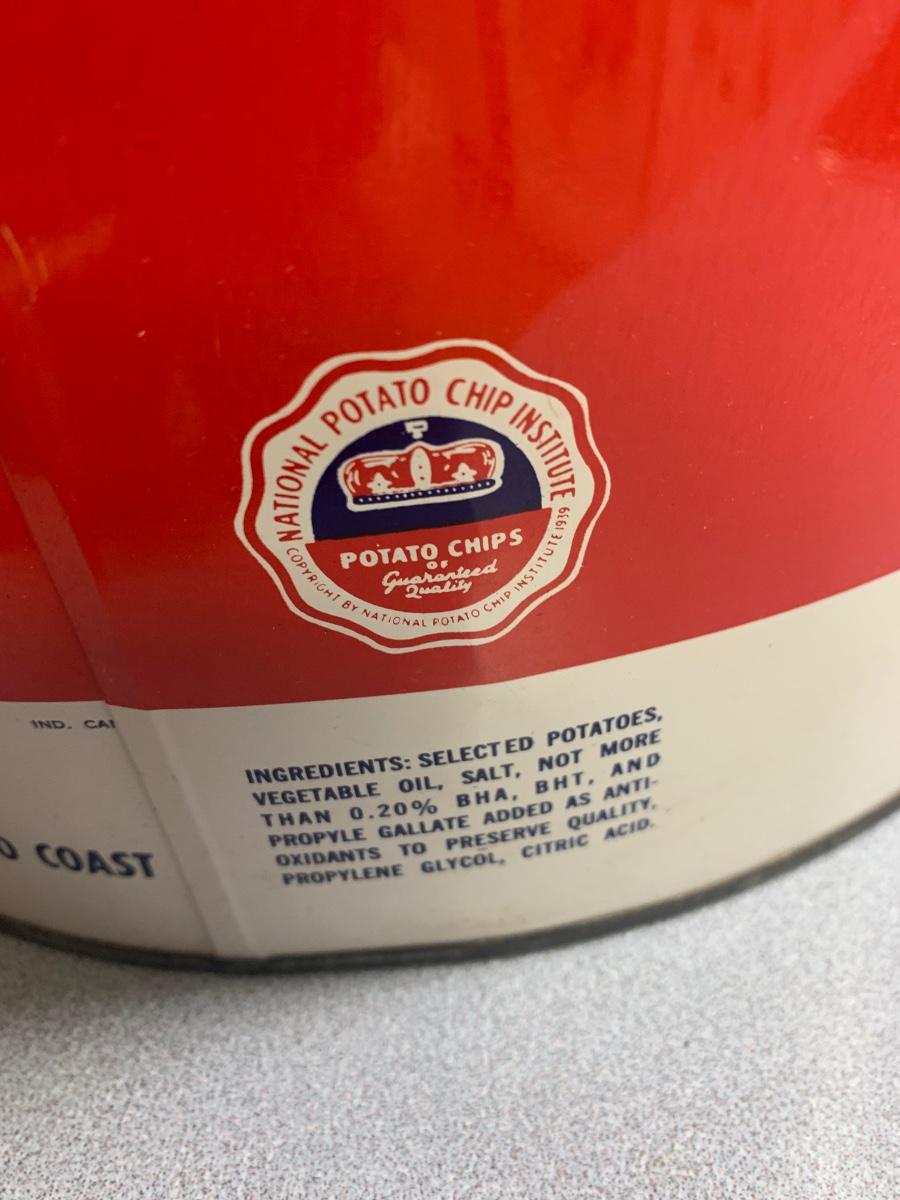 NATIONAL POTATO CHIP INSTITUTE
POTATO CHIPS
OF
Guaranteed
Quality
COPYRIGHT BY NATIONAL POTATO CHIP INSTITUTE 1939
IND. CAL
COAST
INGREDIENTS: SELECTED POTATOES,
VEGETABLE OIL, SALT, NOT MORE
THAN 0.20% BHA, BHT, AND
PROPYLE GALLATE ADDED AS ANTI-
OXIDANTS TO PRESERVE QUALITY,
PROPYLENE GLYCOL, CITRIC ACID.